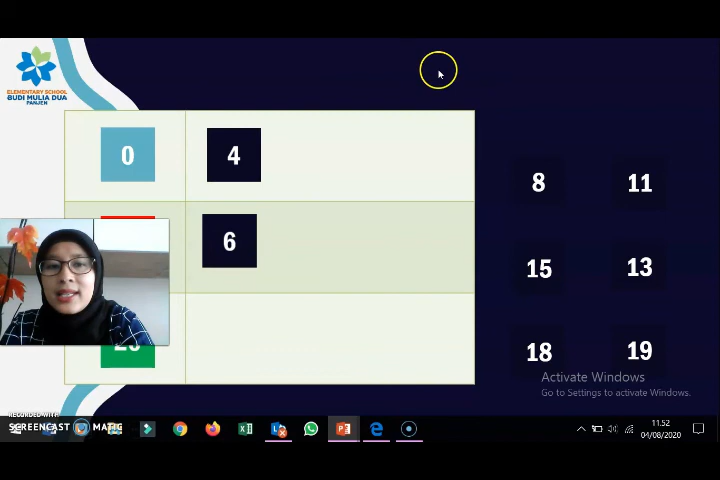 ELEMENTARY SCHOOL
BUDI MULIA DUA
PANJEN
0 4
6
8 11
15 13
18 19
Activate Windows
Go to Settings to activate Windows.
RECORDED WITH
SCREENCAST MATIC
11.52
04/08/2020